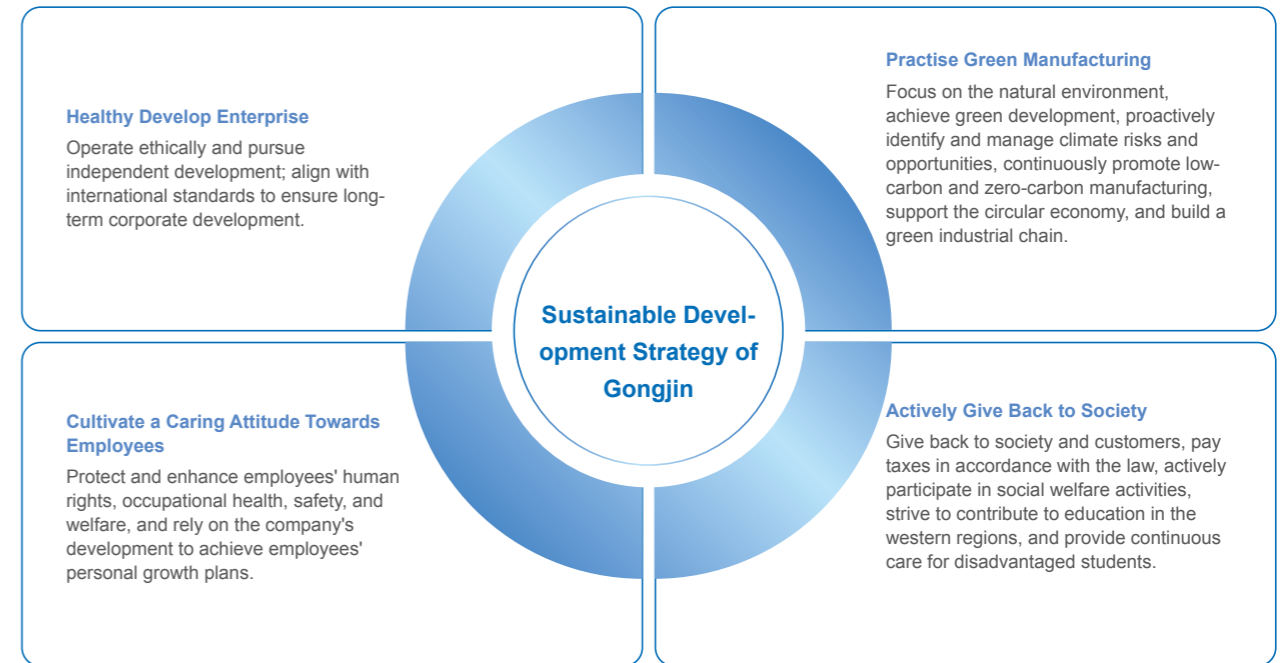 Healthy Develop Enterprise
Operate ethically and pursue
independent development; align with
international standards to ensure long-
term corporate development.
Practise Green Manufacturing
Focus on the natural environment,
achieve green development, proactively
identify and manage climate risks and
opportunities, continuously promote low-
carbon and zero-carbon manufacturing,
support the circular economy, and build a
green industrial chain.
Sustainable Devel-
opment Strategy of
Gongjin
Cultivate a Caring Attitude Towards
Employees
Protect and enhance employees' human
rights, occupational health, safety, and
welfare, and rely on the company's
development to achieve employees'
personal growth plans.
Actively Give Back to Society
Give back to society and customers, pay
taxes in accordance with the law, actively
participate in social welfare activities,
strive to contribute to education in the
western regions, and provide continuous
care for disadvantaged students.